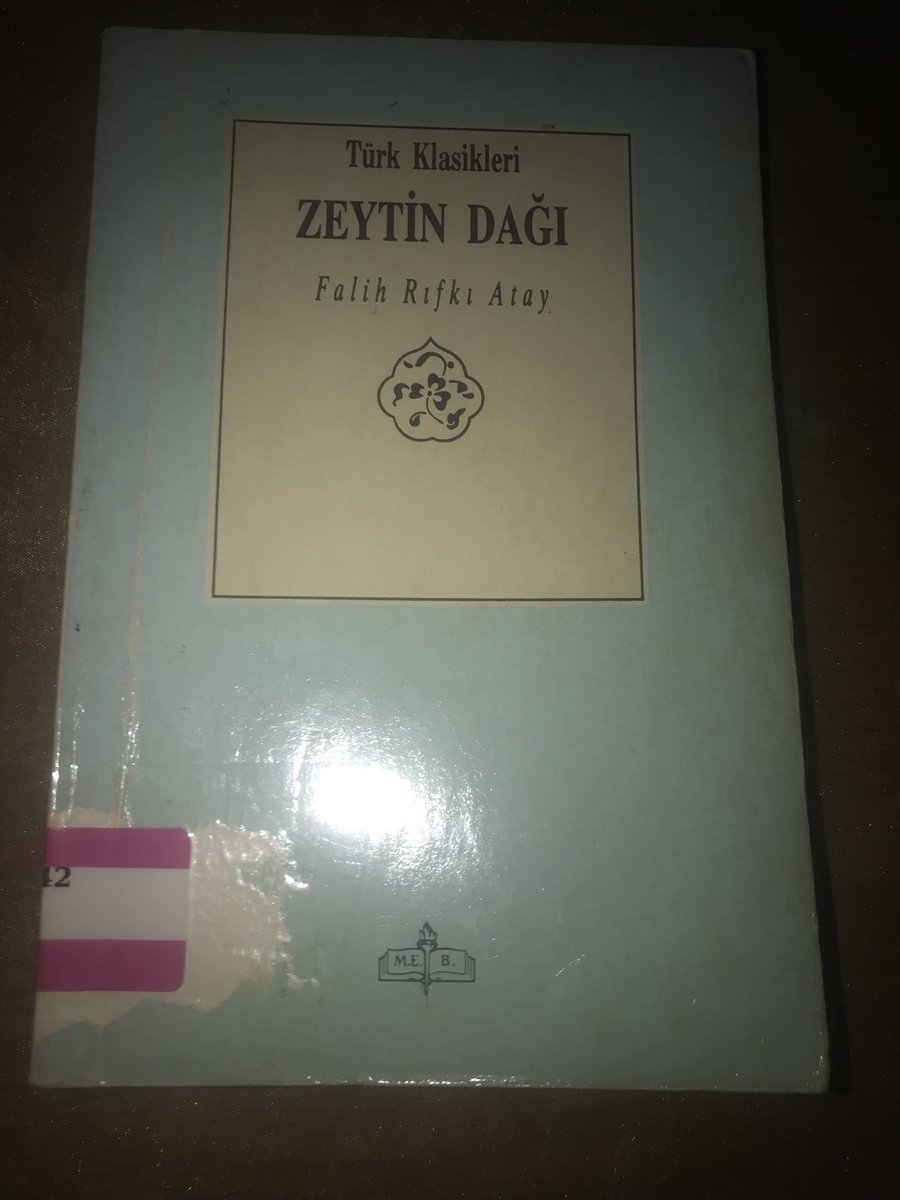 Türk Klasikleri
ZEYTİN DAĞI
Falih Rıfkı Atay
42
M.E. B.